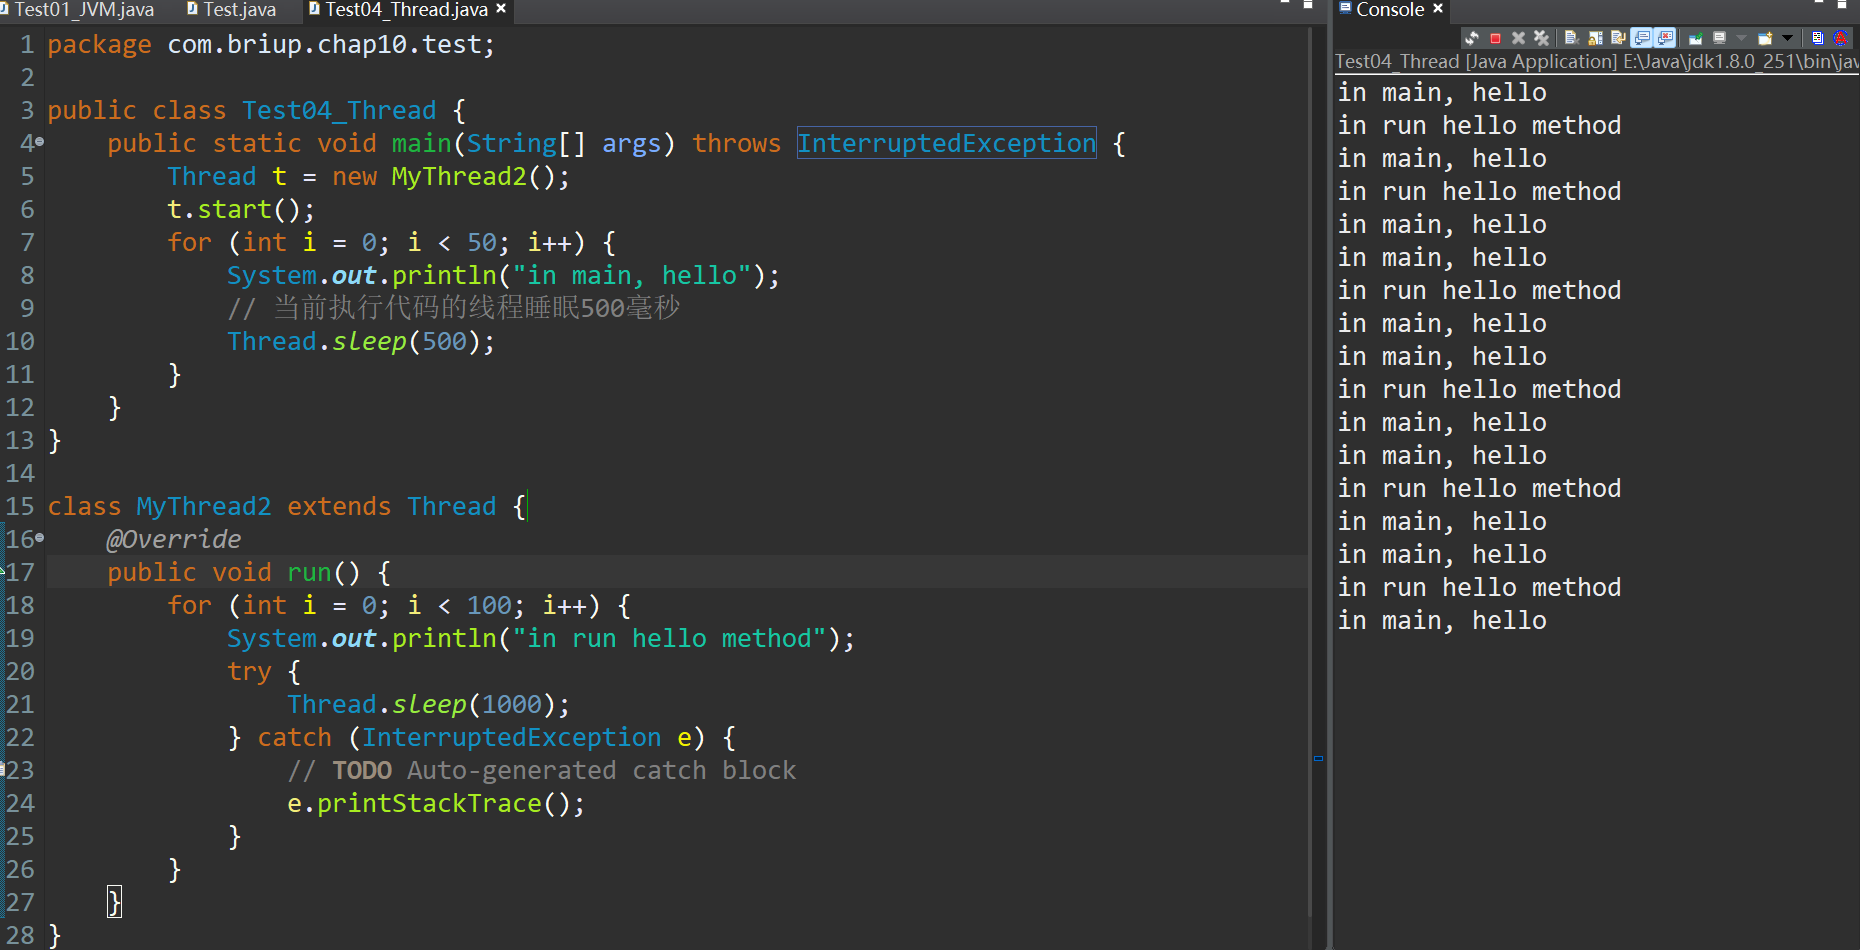 Test01_JVM.java Test.java Test04_Thread.java
1 package com.briup.chap10.test;
2
3 public class Test04_Thread {
4 public static void main(String[] args) throws InterruptedException {
5 Thread t = new MyThread2();
6 t.start();
7 for (int i = 0; i < 50; i++) {
8 System.out.println("in main, hello");
9 // 当前执行代码的线程睡眠500毫秒
10 Thread.sleep(500);
11 }
12 }
13 }
14
15 class MyThread2 extends Thread {
16 @Override
17 public void run() {
18 for (int i = 0; i < 100; i++) {
19 System.out.println("in run hello method");
20 try {
21 Thread.sleep(1000);
22 } catch (InterruptedException e) {
23 // TODO Auto-generated catch block
24 e.printStackTrace();
25 }
26 }
27 }
28 }
Console
Test04_Thread [Java Application] E:\Java\jdk1.8.0_251\bin\jav
in main, hello
in run hello method
in main, hello
in run hello method
in main, hello
in main, hello
in run hello method
in main, hello
in main, hello
in run hello method
in main, hello
in main, hello
in run hello method
in main, hello
in main, hello
in run hello method
in main, hello